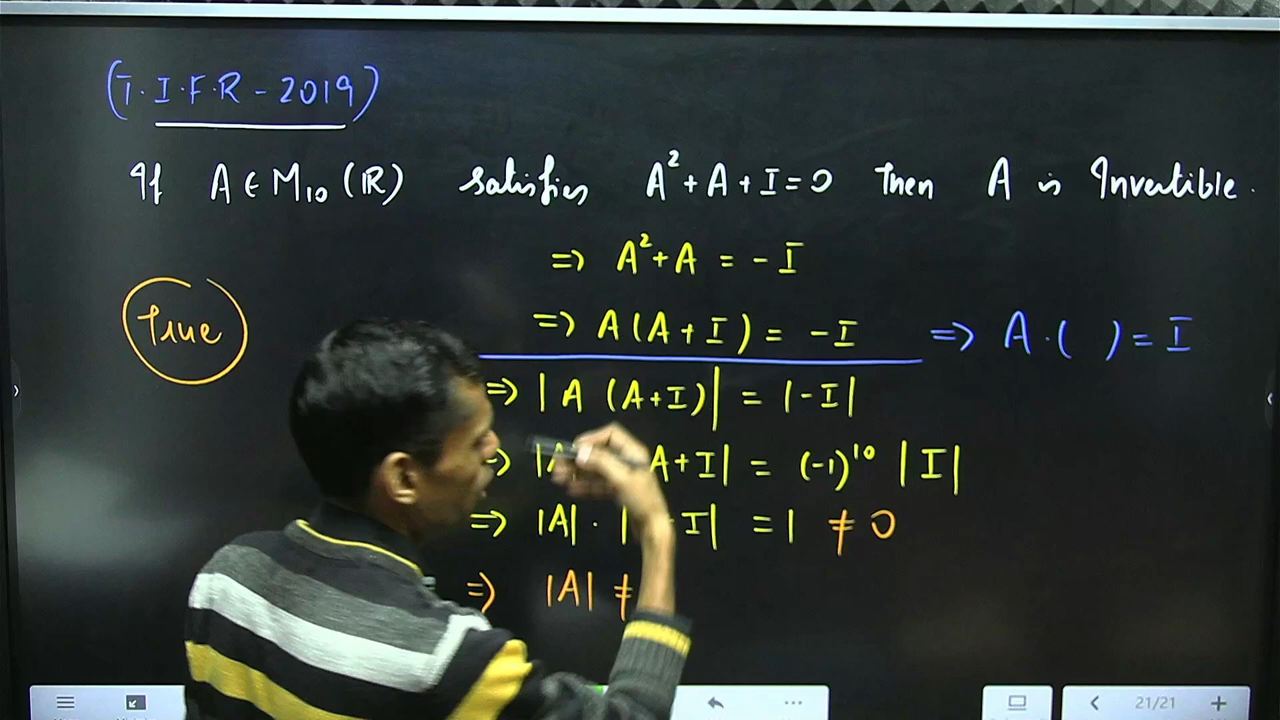 (T.I.F.R - 2019)
If A ∈ M₁₀(ℝ) satisfies A² + A + I = 0 Then A is Invertible.
⇒ A² + A = - I
True
⇒ A(A + I) = - I ⇒ A · ( ) = I
⇒ |A (A+I)| = |-I|
⇒ |A A+I| = (-1)¹⁰ |I|
⇒ |A| · | I| = 1 ≠ 0
⇒ |A| ≠
21/21